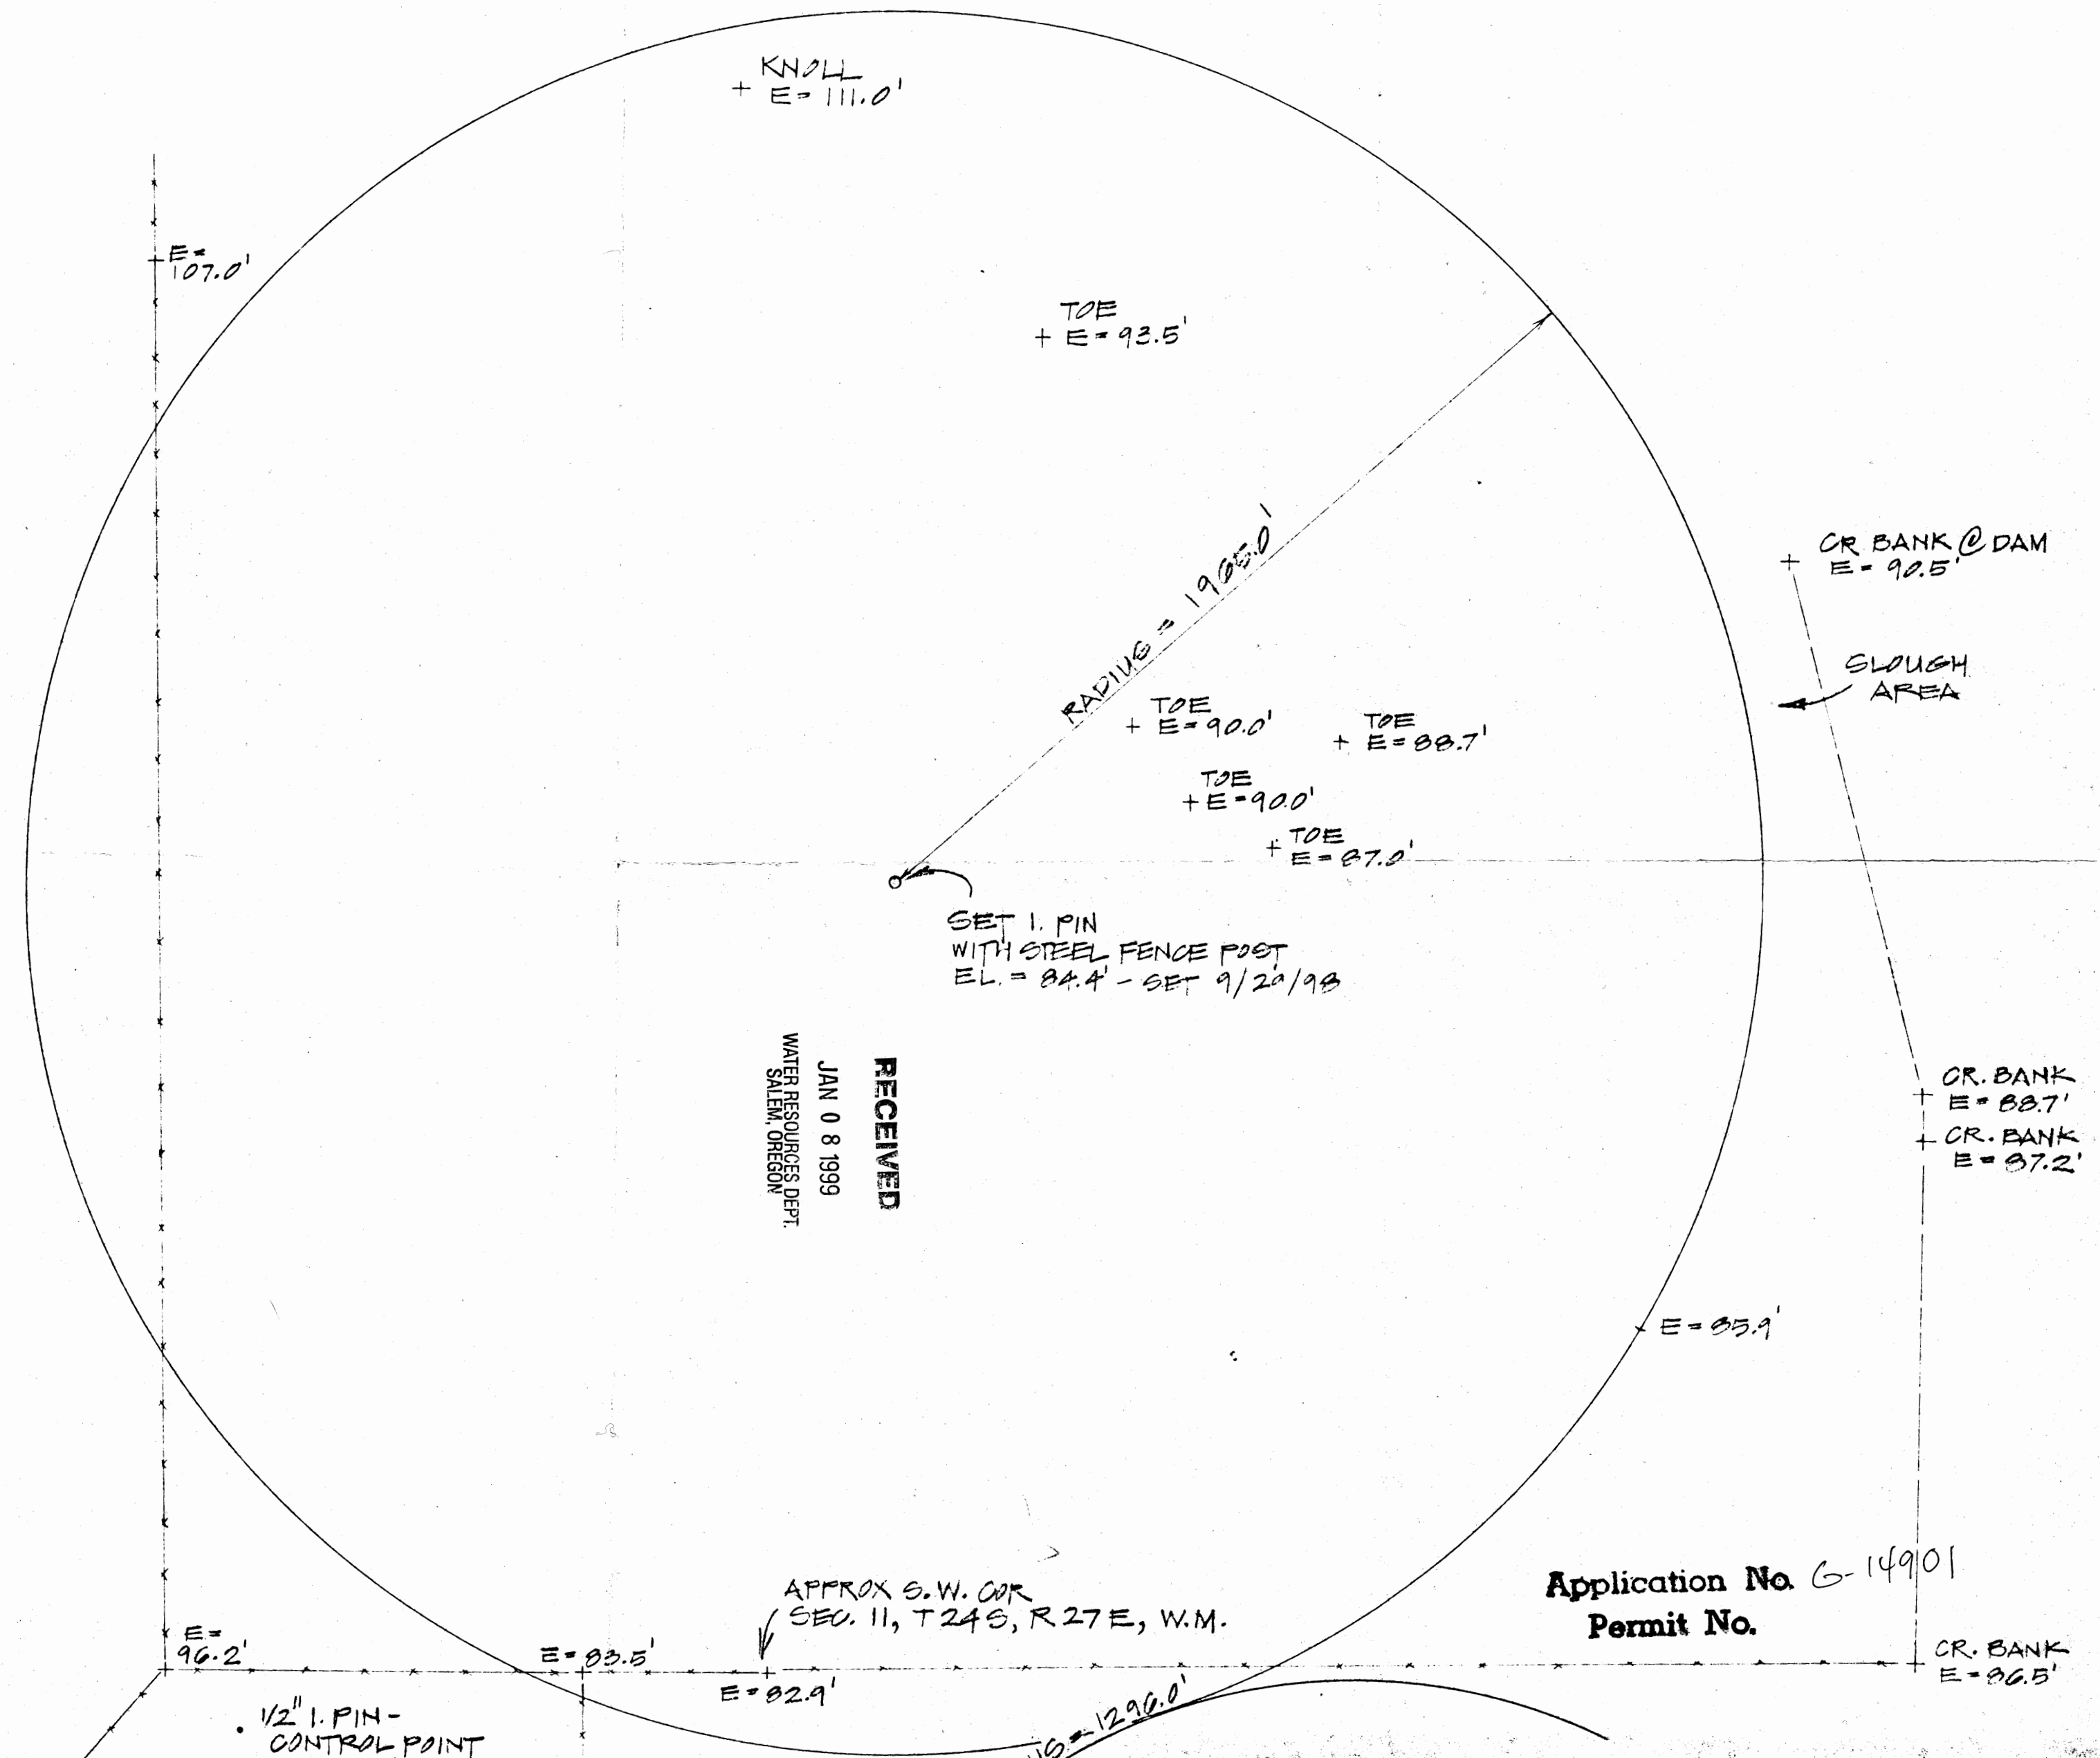 KNOLL
E= 111.0'
E=
107.0'
TOE
E= 93.5'
RADIUS = 1965.0'
CR BANK @ DAM
E= 90.5'
SLOUGH
AREA
TOE
E= 90.0'
TOE
E= 88.7'
TOE
E= 90.0'
TOE
E= 87.0'
SET I. PIN
WITH STEEL FENCE POST
EL. = 84.4' - SET 9/29/98
RECEIVED
JAN 08 1999
WATER RESOURCES DEPT.
SALEM, OREGON
CR. BANK
E= 88.7'
CR. BANK
E= 87.2'
E= 85.9'
APPROX S.W. COR
SEC. 11, T 24 S, R 27 E, W.M.
Application No. G-14901
Permit No.
E=
96.2'
E= 83.5'
E= 82.9'
CR. BANK
E= 86.5'
1/2" I. PIN -
CONTROL POINT
= 1296.0'